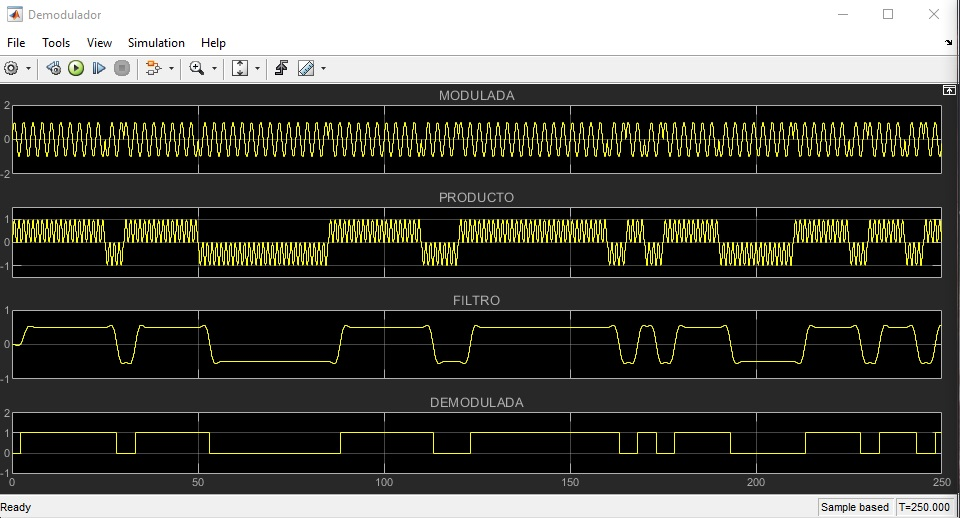 Demodulador
File Tools View Simulation Help
MODULADA
2
0
-2
PRODUCTO
1
0
-1
FILTRO
1
0
-1
DEMODULADA
2
1
0
-1
0 50 100 150 200 250
Ready Sample based T=250.000